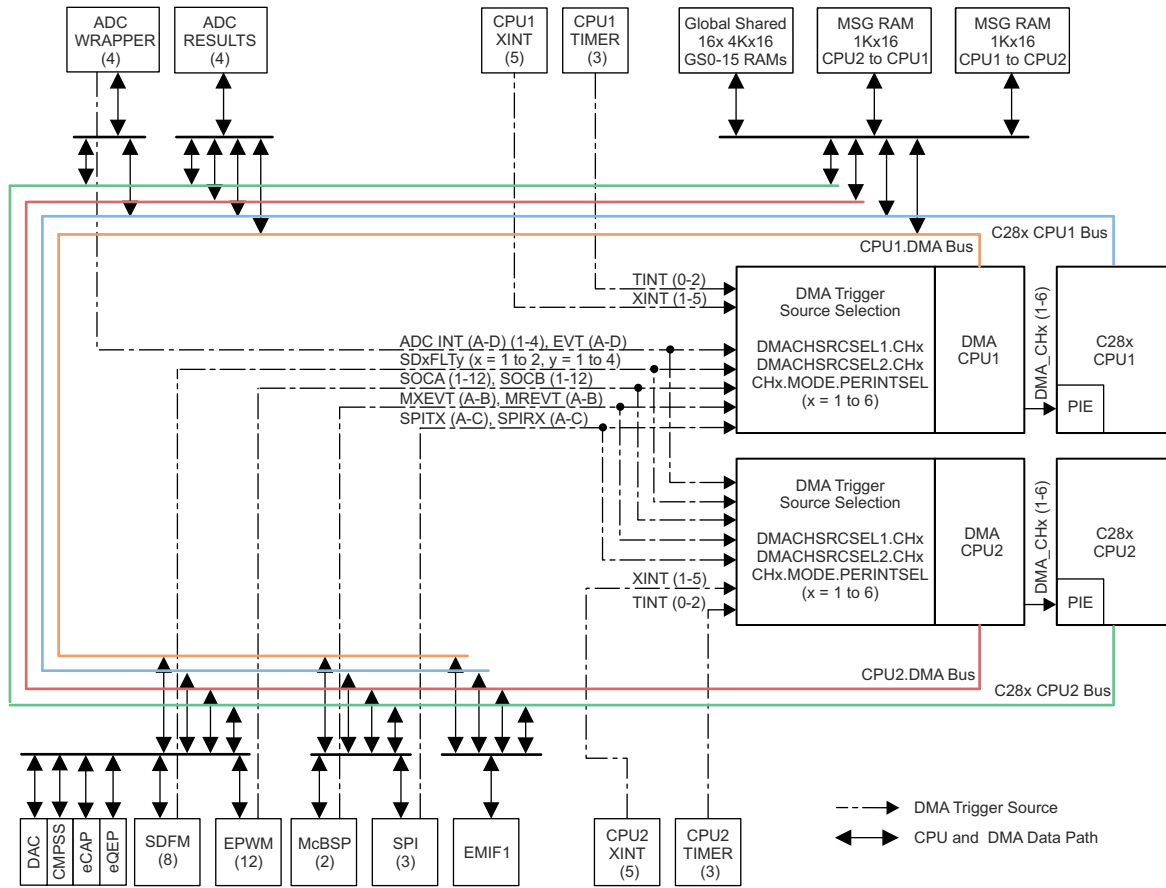 ADC
WRAPPER
(4)
ADC
RESULTS
(4)
CPU1
XINT
(5)
CPU1
TIMER
(3)
Global Shared
16x 4Kx16
GS0-15 RAMs
MSG RAM
1Kx16
CPU2 to CPU1
MSG RAM
1Kx16
CPU1 to CPU2
C28x CPU1 Bus
CPU1.DMA Bus
TINT (0-2)
XINT (1-5)
ADC INT (A-D) (1-4), EVT (A-D)
SDxFLTy (x = 1 to 2, y = 1 to 4)
SOCA (1-12), SOCB (1-12)
MXEVT (A-B), MREVT (A-B)
SPITX (A-C), SPIRX (A-C)
DMA Trigger
Source Selection
DMACHSRCSEL1.CHx
DMACHSRCSEL2.CHx
CHx.MODE.PERINTSEL
(x = 1 to 6)
DMA
CPU1
DMA_CHx (1-6)
C28x
CPU1
PIE
DMA Trigger
Source Selection
DMACHSRCSEL1.CHx
DMACHSRCSEL2.CHx
CHx.MODE.PERINTSEL
(x = 1 to 6)
DMA
CPU2
DMA_CHx (1-6)
C28x
CPU2
PIE
XINT (1-5)
TINT (0-2)
CPU2.DMA Bus
C28x CPU2 Bus
DAC
CMPSS
eCAP
eQEP
SDFM
(8)
EPWM
(12)
McBSP
(2)
SPI
(3)
EMIF1
CPU2
XINT
(5)
CPU2
TIMER
(3)
DMA Trigger Source
CPU and DMA Data Path